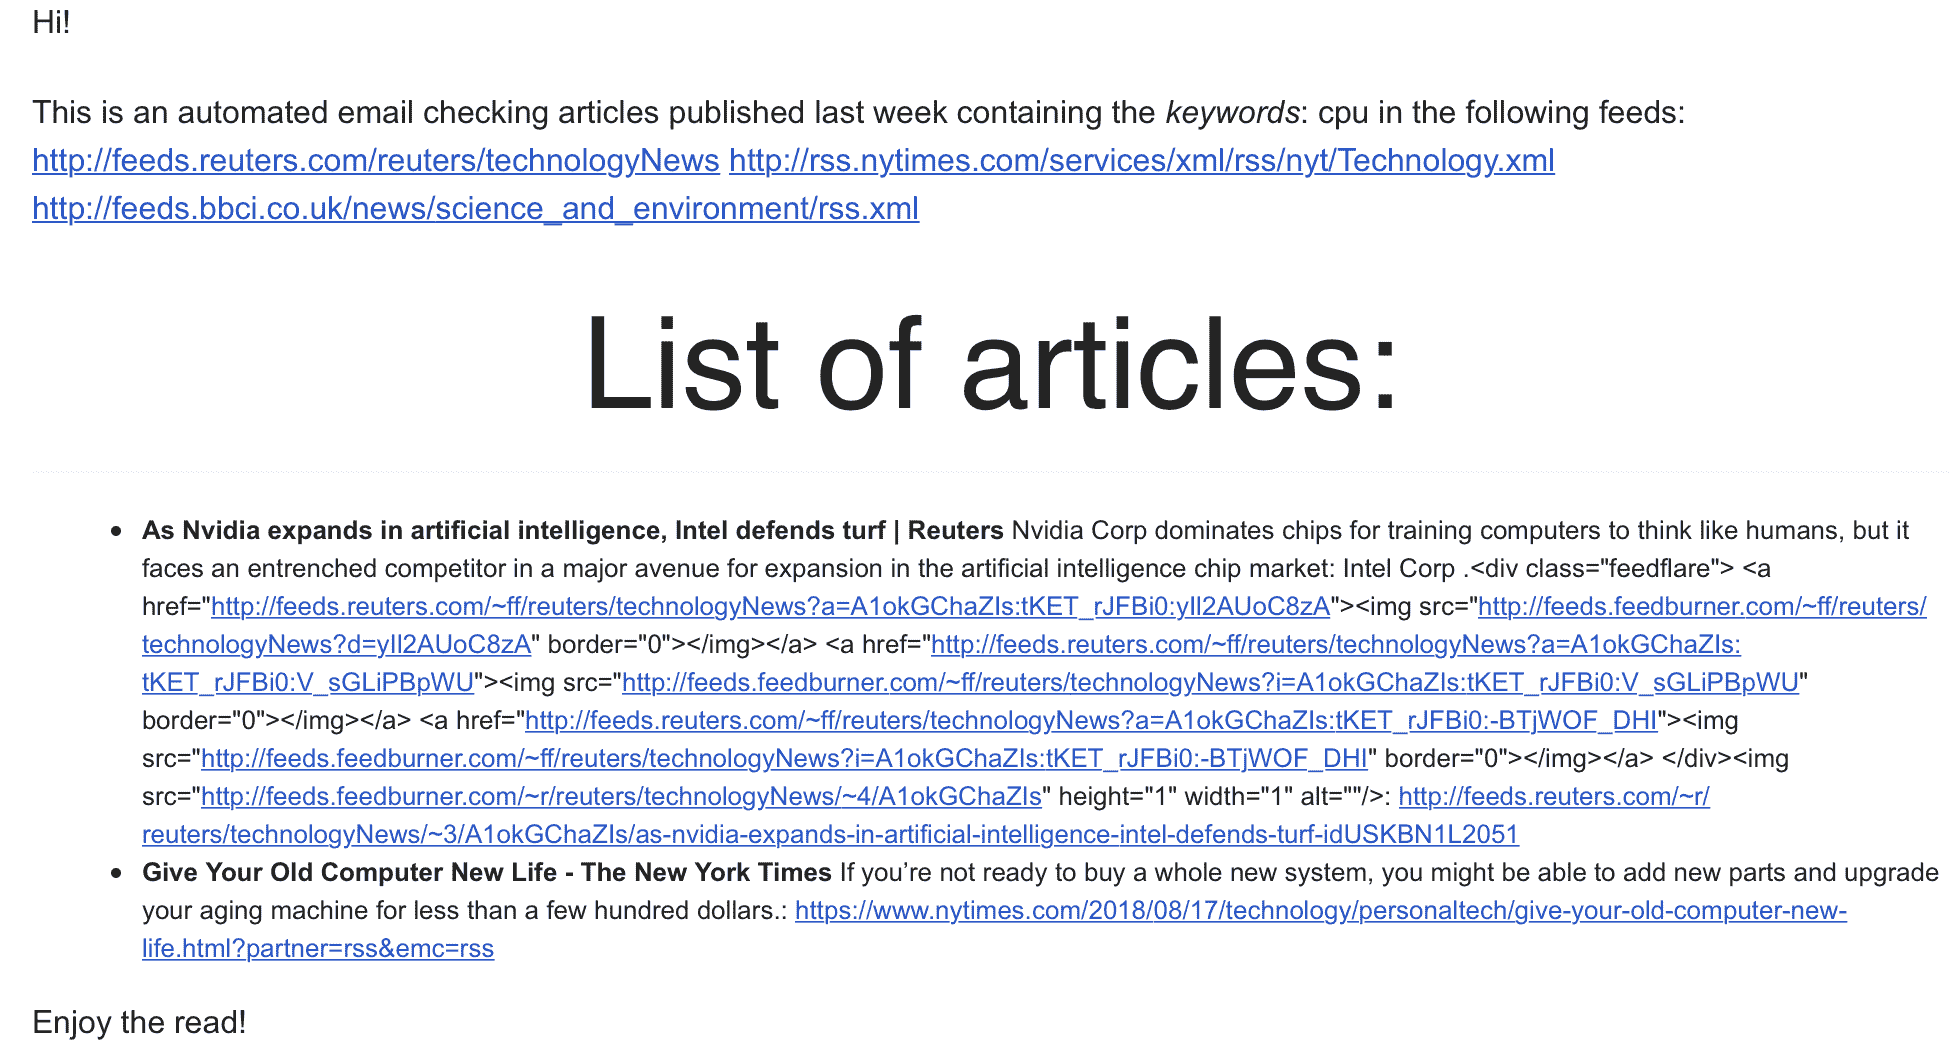 Hi!
This is an automated email checking articles published last week containing the keywords: cpu in the following feeds:
http://feeds.reuters.com/reuters/technologyNews http://rss.nytimes.com/services/xml/rss/nyt/Technology.xml
http://feeds.bbci.co.uk/news/science_and_environment/rss.xml
List of articles:
• As Nvidia expands in artificial intelligence, Intel defends turf | Reuters Nvidia Corp dominates chips for training computers to think like humans, but it
faces an entrenched competitor in a major avenue for expansion in the artificial intelligence chip market: Intel Corp .<div class="feedflare"> <a
href="http://feeds.reuters.com/~ff/reuters/technologyNews?a=A1okGChaZIs:tKET_rJFBi0:yIl2AUoC8zA"><img src="http://feeds.feedburner.com/~ff/reuters/
technologyNews?d=yIl2AUoC8zA" border="0"></img></a> <a href="http://feeds.reuters.com/~ff/reuters/technologyNews?a=A1okGChaZIs:
tKET_rJFBi0:V_sGLiPBpWU"><img src="http://feeds.feedburner.com/~ff/reuters/technologyNews?i=A1okGChaZIs:tKET_rJFBi0:V_sGLiPBpWU"
border="0"></img></a> <a href="http://feeds.reuters.com/~ff/reuters/technologyNews?a=A1okGChaZIs:tKET_rJFBi0:-BTjWOF_DHI"><img
src="http://feeds.feedburner.com/~ff/reuters/technologyNews?i=A1okGChaZIs:tKET_rJFBi0:-BTjWOF_DHI" border="0"></img></a> </div><img
src="http://feeds.feedburner.com/~r/reuters/technologyNews/~4/A1okGChaZIs" height="1" width="1" alt=""/>: http://feeds.reuters.com/~r/
reuters/technologyNews/~3/A1okGChaZIs/as-nvidia-expands-in-artificial-intelligence-intel-defends-turf-idUSKBN1L2051
• Give Your Old Computer New Life - The New York Times If you’re not ready to buy a whole new system, you might be able to add new parts and upgrade
your aging machine for less than a few hundred dollars.: https://www.nytimes.com/2018/08/17/technology/personaltech/give-your-old-computer-new-
life.html?partner=rss&emc=rss
Enjoy the read!